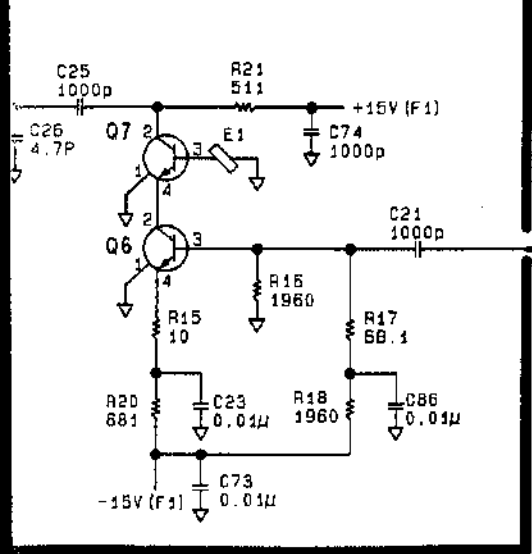 C25
1000p
R21
511
+15V(F1)
C26
4.7P
Q7
2
E1
C74
1000p
1
3
4
2
C21
1000p
Q6
1
3
4
R16
1960
R15
10
R17
68.1
R20
681
C23
0.01µ
R18
1960
C86
0.01µ
C73
0.01µ
-15V(F1)